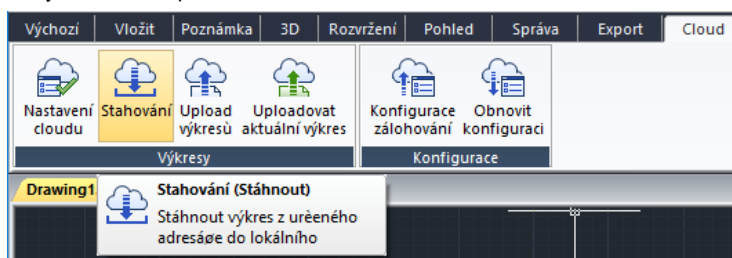 Výchozí Vložit Poznámka 3D Rozvržení Pohled Správa Export Cloud
Nastavení cloudu
Stahování
Upload výkresù
Uploadovat aktuální výkres
Konfigurace zálohování
Obnovit konfiguraci
Výkresy
Konfigurace
Drawing1
Stahování (Stáhnout)
Stáhnout výkres z urèeného
adresáøe do lokálního